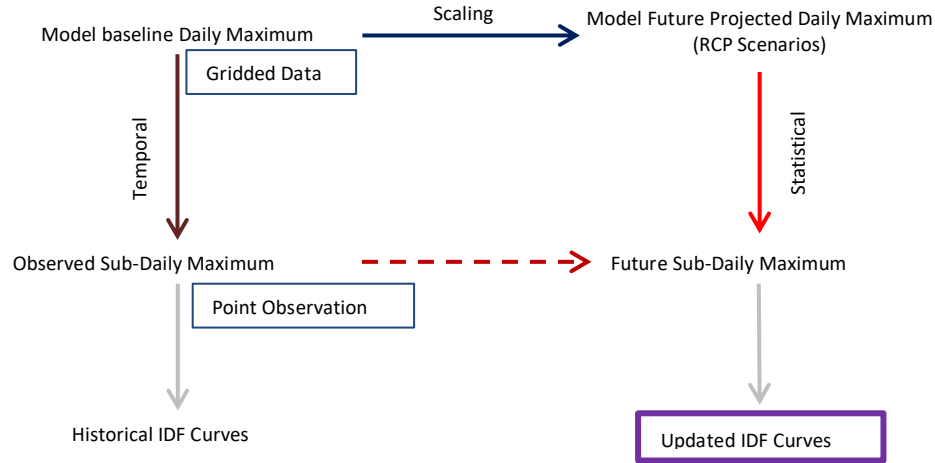 Scaling
Model baseline Daily Maximum
Model Future Projected Daily Maximum
(RCP Scenarios)
Gridded Data
Temporal
Statistical
Observed Sub-Daily Maximum
Future Sub-Daily Maximum
Point Observation
Historical IDF Curves
Updated IDF Curves